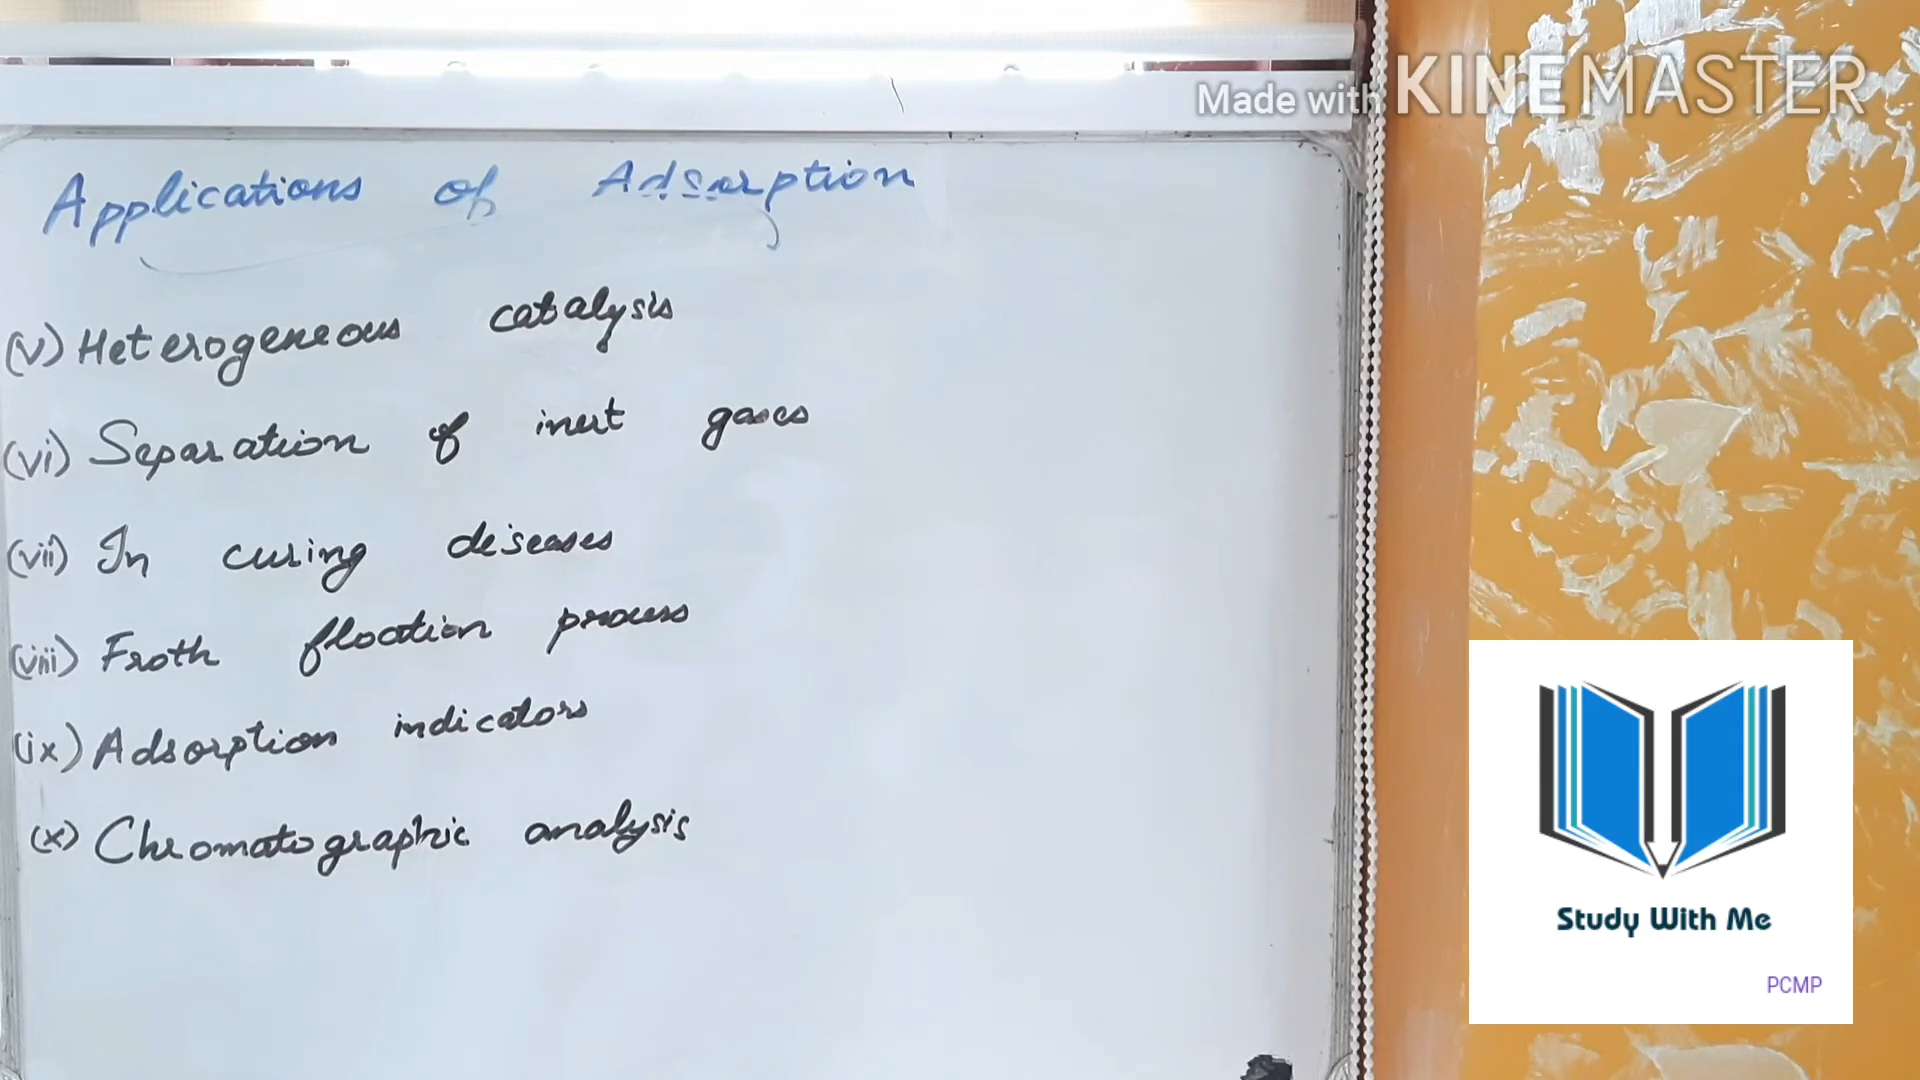 Made with KINEMASTER
Applications of Adsorption
(v) Heterogeneous catalysis
(vi) Separation of inert gases
(vii) In curing diseases
(viii) Froth floation process
(ix) Adsorption indicators
(x) Chromatographic analysis
Study With Me
PCMP